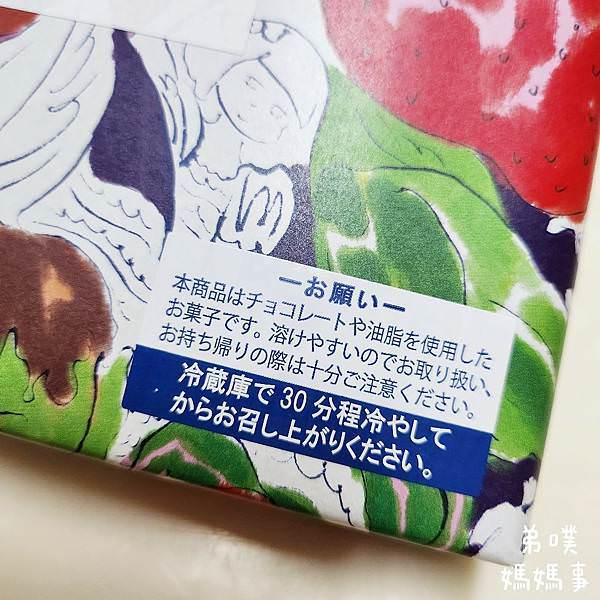 ーお願いー
本商品はチョコレートや油脂を使用した
お菓子です。溶けやすいのでお取り扱い、
お持ち帰りの際は十分ご注意ください。
冷蔵庫で30分程冷やして
からお召し上がりください。
弟噗
媽媽事